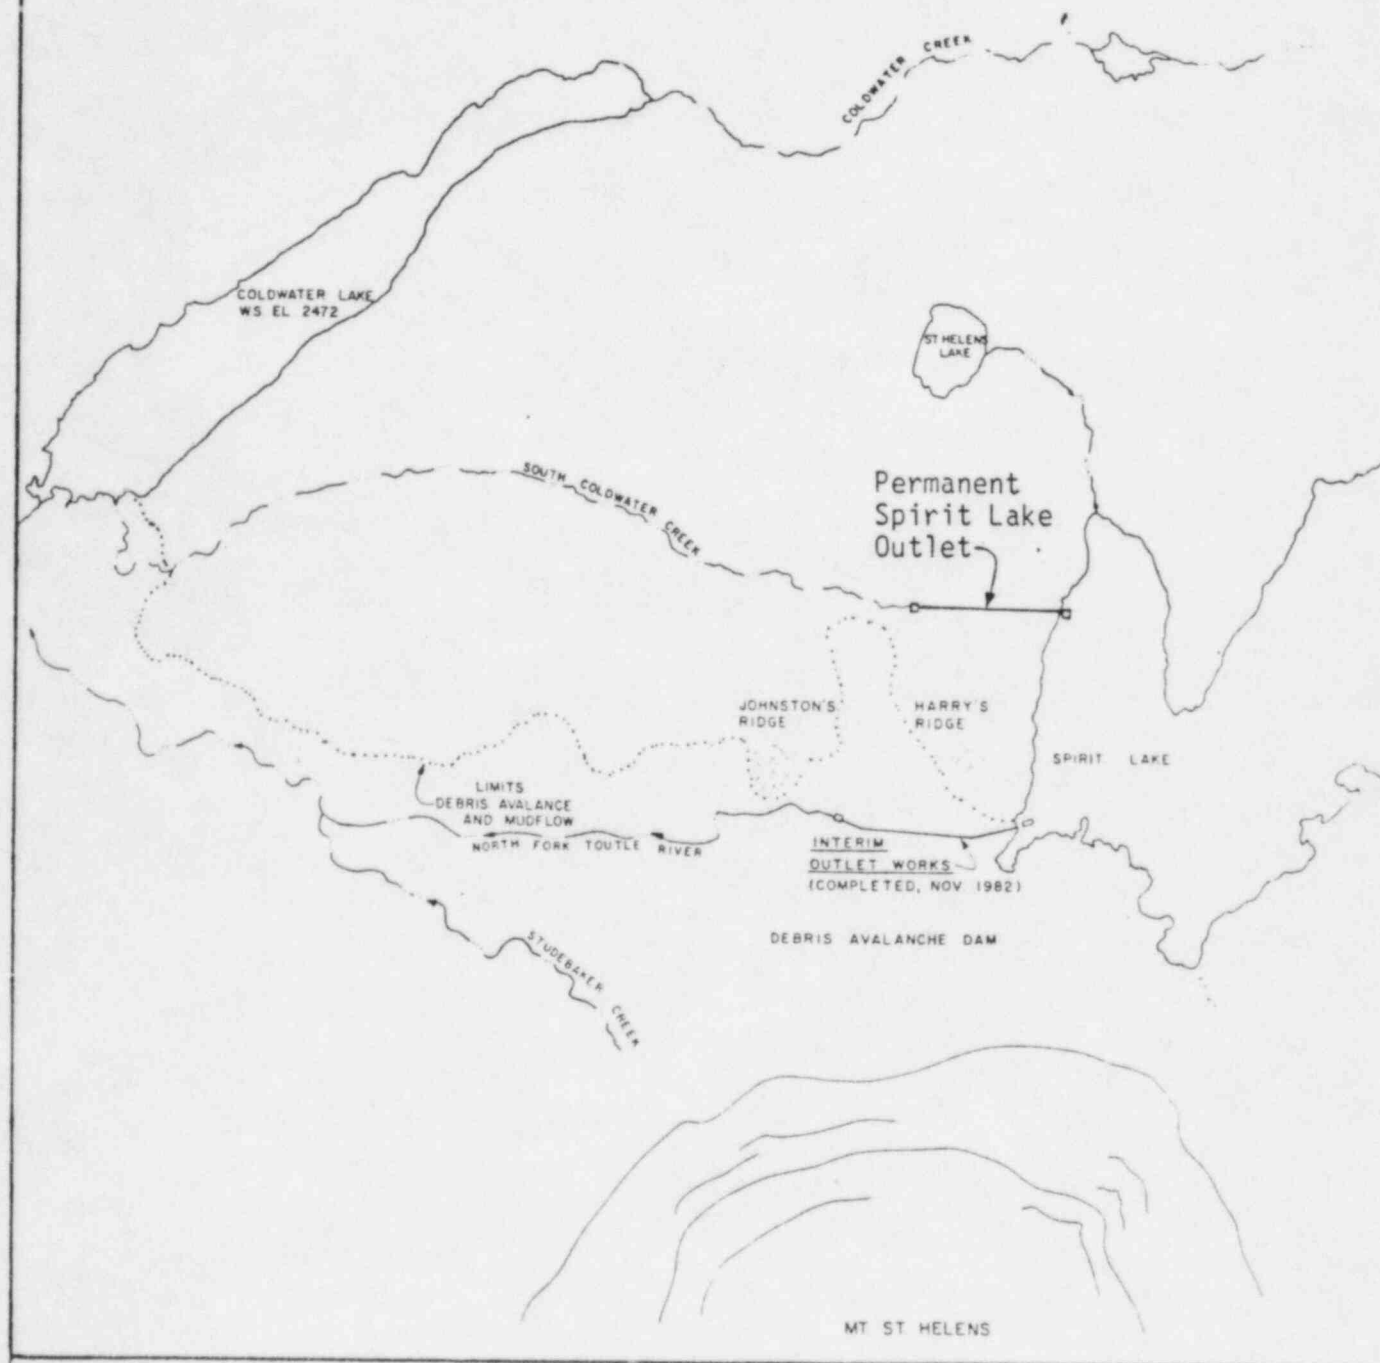 COLDWATER CREEK
COLDWATER LAKE
WS EL 2472
ST HELENS
LAKE
SOUTH COLDWATER CREEK
Permanent
Spirit Lake
Outlet
JOHNSTON'S
RIDGE
HARRY'S
RIDGE
SPIRIT LAKE
LIMITS
DEBRIS AVALANCE
AND MUDFLOW
NORTH FORK TOUTLE RIVER
INTERIM
OUTLET WORKS
(COMPLETED, NOV 1982)
DEBRIS AVALANCHE DAM
STUDEBAKER CREEK
MT ST HELENS